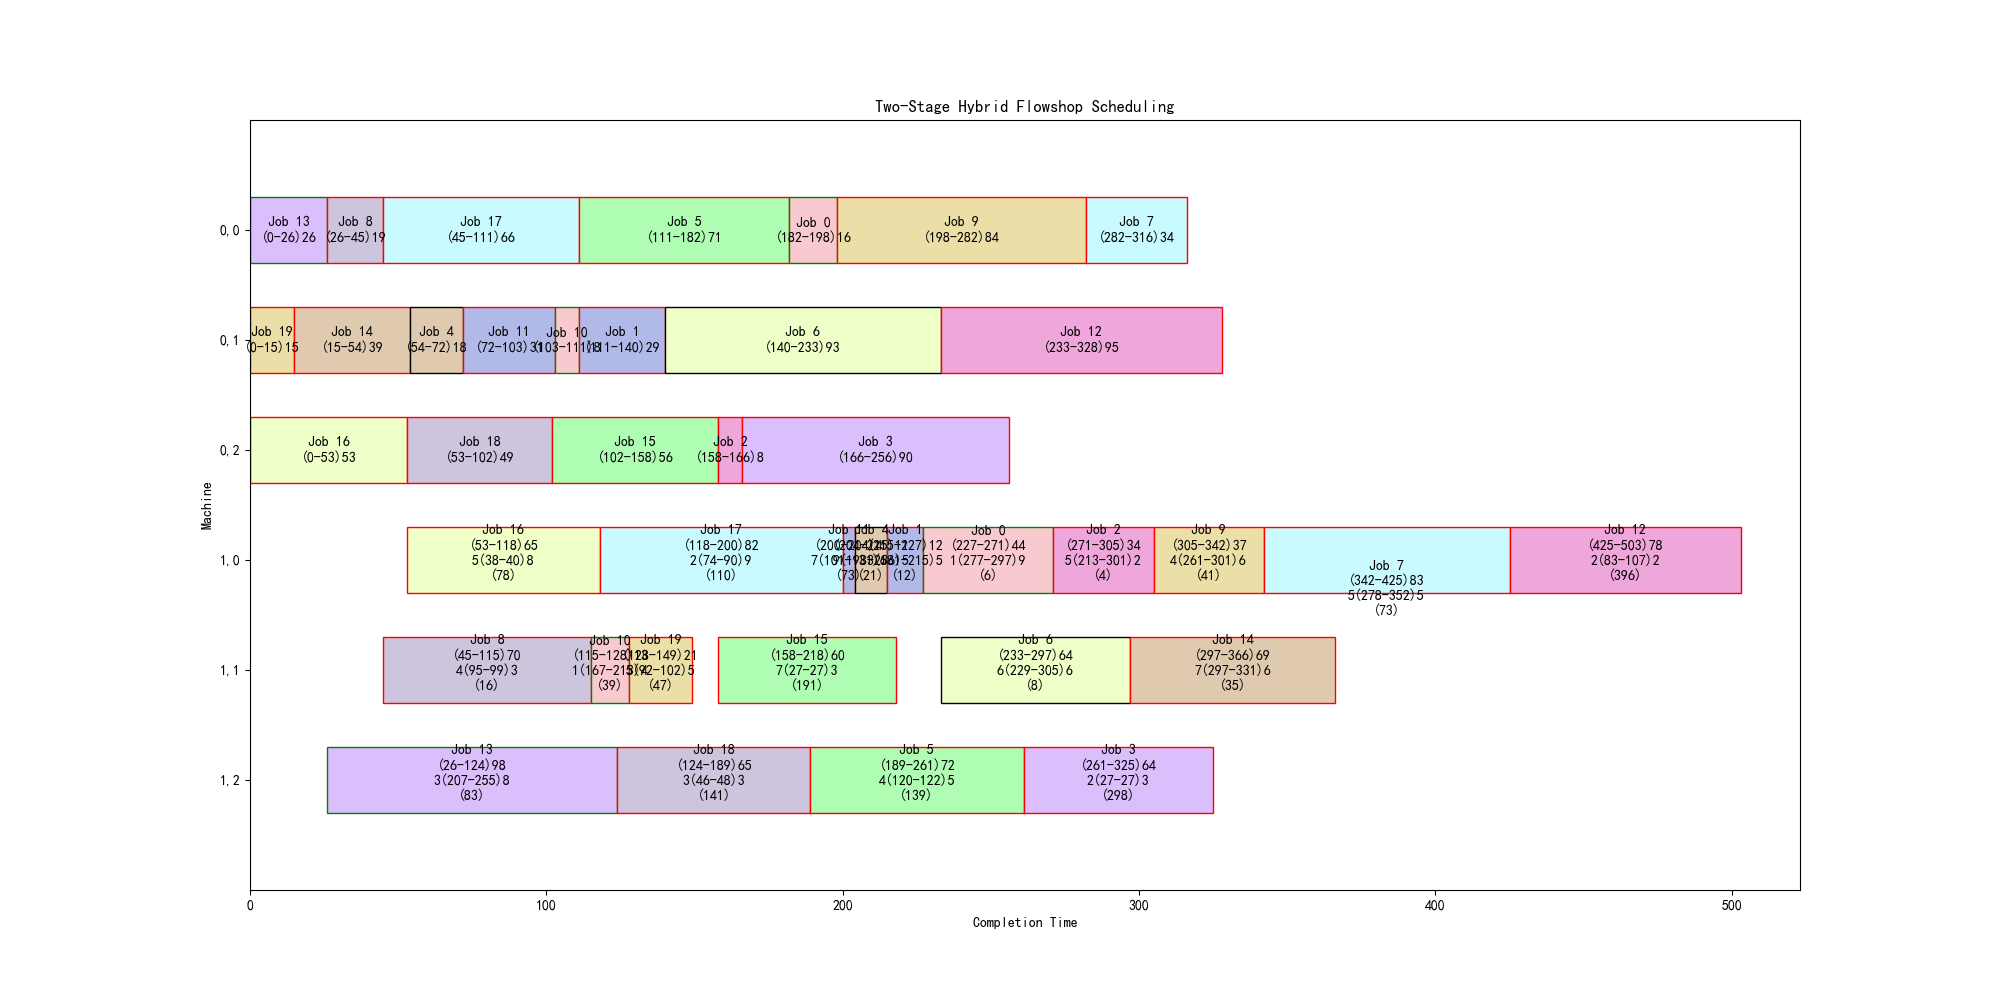 Two-Stage Hybrid Flowshop Scheduling
0,0
Job 13
(0-26)26
Job 8
(26-45)19
Job 17
(45-111)66
Job 5
(111-182)71
Job 0
(182-198)16
Job 9
(198-282)84
Job 7
(282-316)34
0,1
Job 19
(0-15)15
Job 14
(15-54)39
Job 4
(54-72)18
Job 11
(72-103)31
Job 10
(103-111)8
Job 1
(111-140)29
Job 6
(140-233)93
Job 12
(233-328)95
0,2
Job 16
(0-53)53
Job 18
(53-102)49
Job 15
(102-158)56
Job 2
(158-166)8
Job 3
(166-256)90
Machine
1,0
Job 16
(53-118)65
5(38-40)8
(78)
Job 17
(118-200)82
2(74-90)9
(110)
Job 11
(73)
Job 4
(21)
Job 1
(12)
Job 0
(227-271)44
1(277-297)9
(6)
Job 2
(271-305)34
5(213-301)2
(4)
Job 9
(305-342)37
4(261-301)6
(41)
Job 7
(342-425)83
5(278-352)5
(73)
Job 12
(425-503)78
2(83-107)2
(396)
1,1
Job 8
(45-115)70
4(95-99)3
(16)
Job 10
(115-128)13
(39)
Job 19
(128-149)21
(92-102)5
(47)
Job 15
(158-218)60
7(27-27)3
(191)
Job 6
(233-297)64
6(229-305)6
(8)
Job 14
(297-366)69
7(297-331)6
(35)
1,2
Job 13
(26-124)98
3(207-255)8
(83)
Job 18
(124-189)65
3(46-48)3
(141)
Job 5
(189-261)72
4(120-122)5
(139)
Job 3
(261-325)64
2(27-27)3
(298)
0
100
200
300
400
500
Completion Time